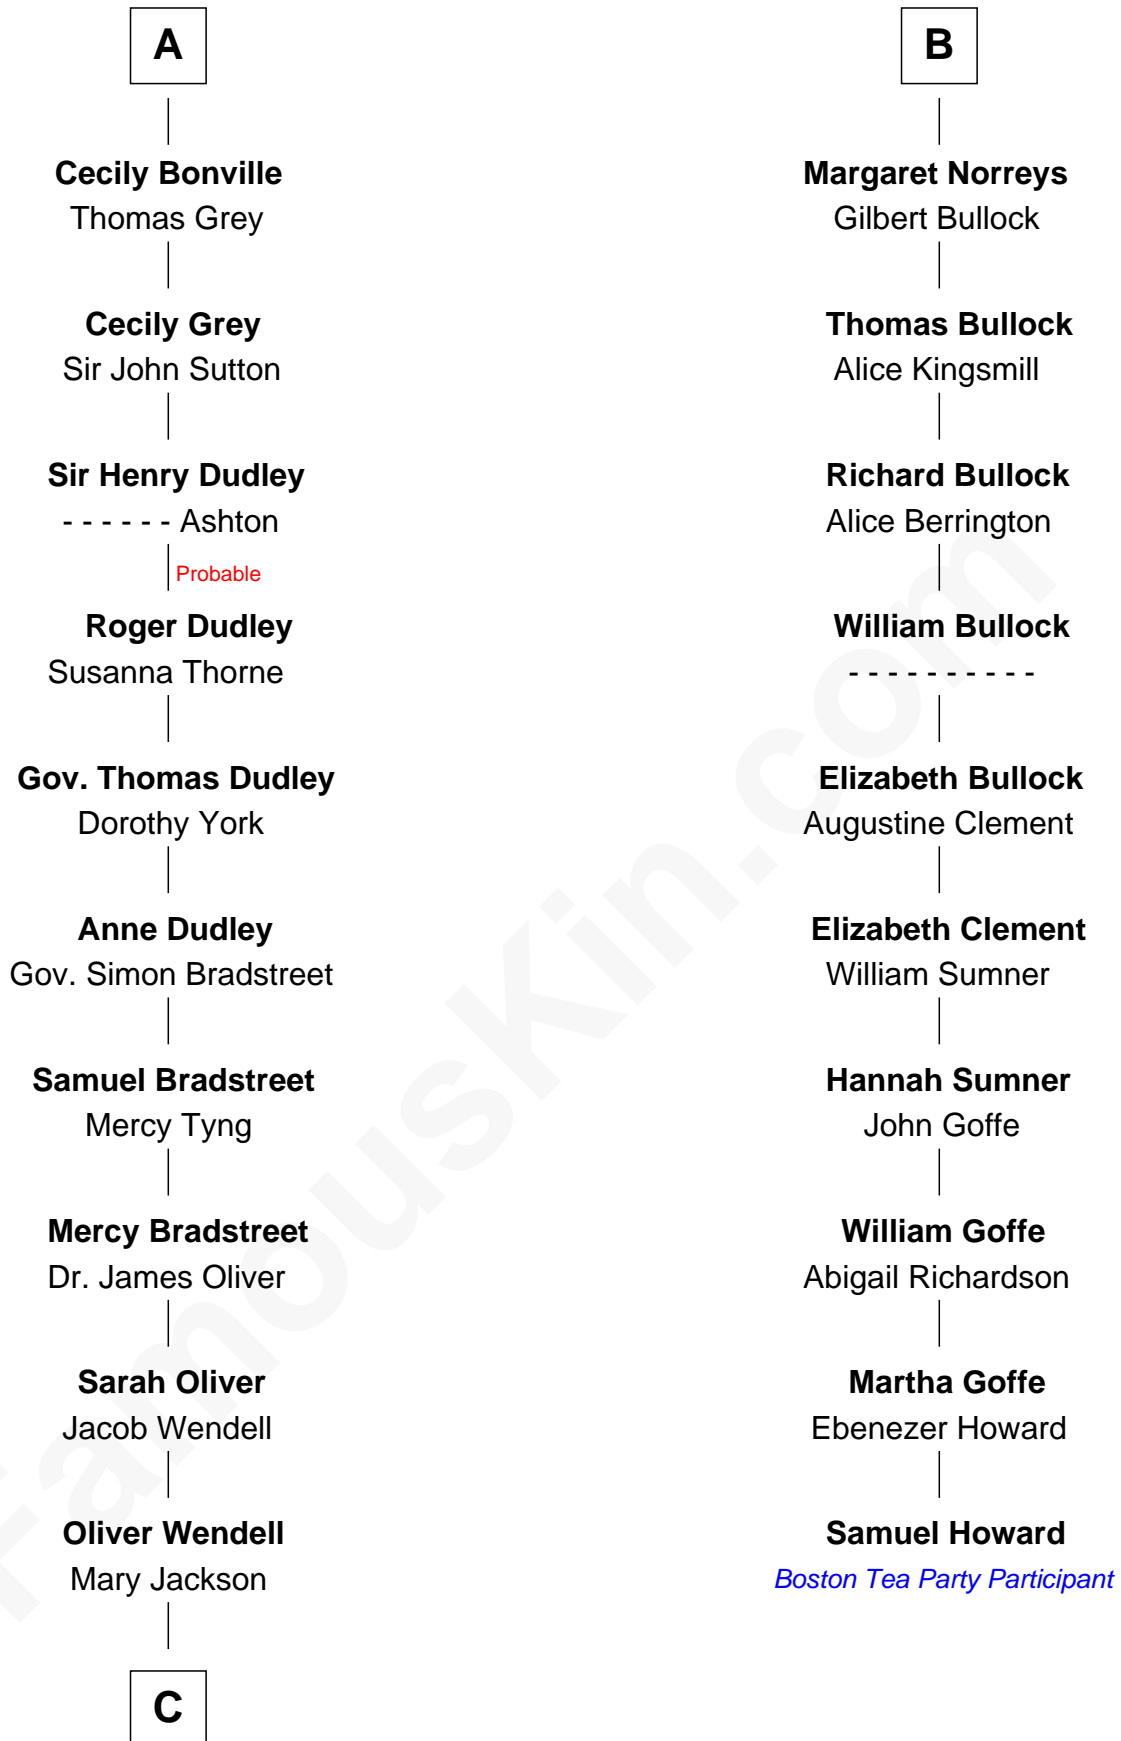 A
Cecily Bonville
Thomas Grey
Cecily Grey
Sir John Sutton
Sir Henry Dudley
- - - - - - Ashton
Probable
Roger Dudley
Susanna Thorne
Gov. Thomas Dudley
Dorothy York
Anne Dudley
Gov. Simon Bradstreet
Samuel Bradstreet
Mercy Tyng
Mercy Bradstreet
Dr. James Oliver
Sarah Oliver
Jacob Wendell
Oliver Wendell
Mary Jackson
C
B
Margaret Norreys
Gilbert Bullock
Thomas Bullock
Alice Kingsmill
Richard Bullock
Alice Berrington
William Bullock
- - - - - - - - - -
Elizabeth Bullock
Augustine Clement
Elizabeth Clement
William Sumner
Hannah Sumner
John Goffe
William Goffe
Abigail Richardson
Martha Goffe
Ebenezer Howard
Samuel Howard
Boston Tea Party Participant
FamousKin.com